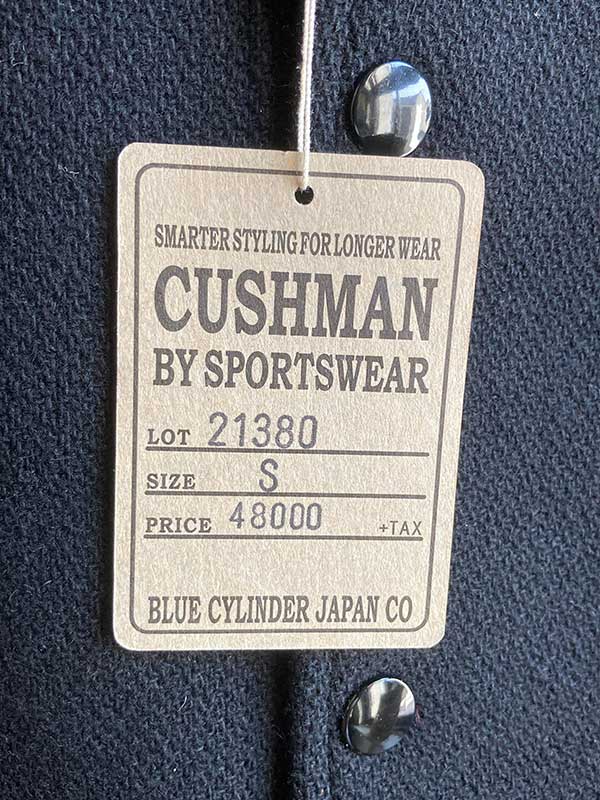 SMARTER STYLING FOR LONGER WEAR
CUSHMAN
BY SPORTSWEAR
LOT 21380
SIZE S
PRICE 48000 +TAX
BLUE CYLINDER JAPAN CO